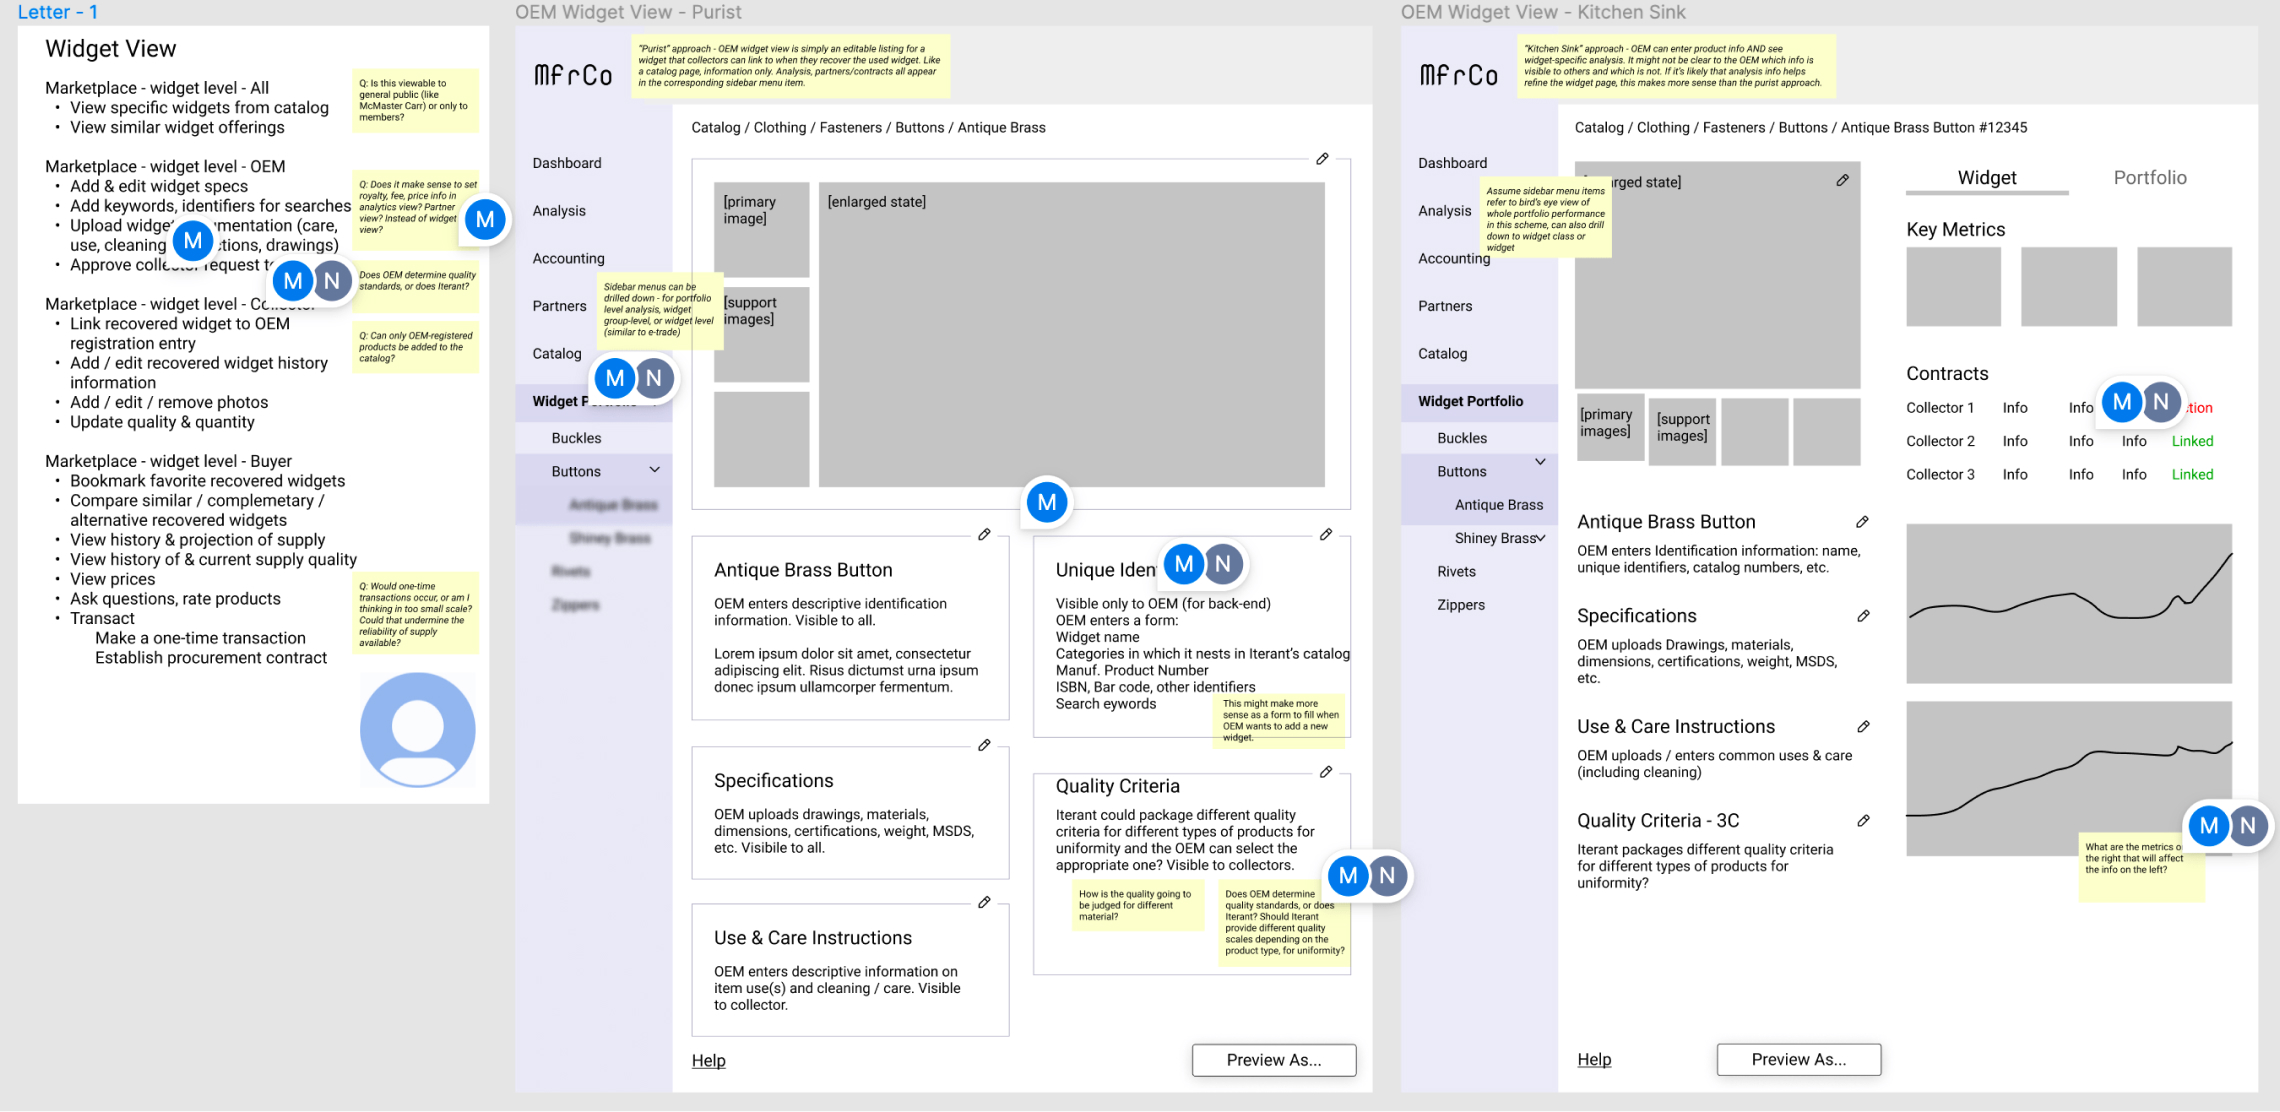 Letter - 1
Widget View
Marketplace - widget level - All
• View specific widgets from catalog
• View similar widget offerings
Q: Is this viewable to
general public (like
McMaster Carr) or only to
members?
Marketplace - widget level - OEM
• Add & edit widget specs
• Add keywords, identifiers for searches
• Upload
use, cleaning
drawings)
• Approve
Q: Does it make sense to set
royalty, fee, price info in
analytics view? Partner
view? Instead of widget
view?
M
M
M N
Does OEM determine quality
standards, or does Iterant?
Marketplace - widget level -
• Link recovered widget to OEM
registration entry
• Add / edit recovered widget history
information
• Add / edit / remove photos
• Update quality & quantity
Q: Can only OEM-registered
products be added to the
catalog?
Marketplace - widget level - Buyer
• Bookmark favorite recovered widgets
• Compare similar / complemetary /
alternative recovered widgets
• View history & projection of supply
• View history of & current supply quality
• View prices
• Ask questions, rate products
• Transact
Make a one-time transaction
Establish procurement contract
Q: Would one-time
transactions occur, or am I
thinking in too small scale?
Could that undermine the
reliability of supply
available?
OEM Widget View - Purist
MfrCo
"Purist" approach - OEM widget view is simply an editable listing for a
widget that collectors can link to when they recover the used widget. Like
a catalog page, information only. Analysis, partners/contracts all appear
in the corresponding sidebar menu item.
Catalog / Clothing / Fasteners / Buttons / Antique Brass
Dashboard
Analysis
Accounting
Partners
Catalog
Widget
Buckles
Buttons
Antique Brass
Shiney Brass
Rivets
Zippers
Sidebar menus can be
drilled down - for portfolio
level analysis, widget
group-level, or widget level
(similar to e-trade)
M N
[primary
image]
[support
images]
[enlarged state]
M
Antique Brass Button
OEM enters descriptive identification
information. Visible to all.
Lorem ipsum dolor sit amet, consectetur
adipiscing elit. Risus dictumst urna ipsum
donec ipsum ullamcorper fermentum.
Specifications
OEM uploads drawings, materials,
dimensions, certifications, weight, MSDS,
etc. Visibile to all.
Use & Care Instructions
OEM enters descriptive information on
item use(s) and cleaning / care. Visible
to collector.
Unique
M N
Visible only to OEM (for back-end)
OEM enters a form:
Widget name
Categories in which it nests in Iterant's catalog
Manuf. Product Number
ISBN, Bar code, other identifiers
Search eywords
This might make more
sense as a form to fill when
OEM wants to add a new
widget.
Quality Criteria
Iterant could package different quality
criteria for different types of products for
uniformity and the OEM can select the
appropriate one? Visible to collectors.
M N
How is the quality going to
be judged for different
material?
Does OEM determine
quality standards, or does
Iterant? Should Iterant
provide different quality
scales depending on the
product type, for uniformity?
Help
Preview As...
OEM Widget View - Kitchen Sink
MfrCo
"Kitchen Sink" approach - OEM can enter product info AND see
widget-specific analysis. It might not be clear to the OEM which info is
visible to others and which is not. If it's likely that analysis info helps
refine the widget page, this makes more sense than the purist approach.
Catalog / Clothing / Fasteners / Buttons / Antique Brass Button #12345
Dashboard
Analysis
Accounting
Partners
Catalog
Widget Portfolio
Buckles
Buttons
Antique Brass
Shiney Brass
Rivets
Zippers
Assume sidebar menu items
refer to bird's eye view of
whole portfolio performance
in this scheme, can also drill
down to widget class or
widget
state]
[primary
images]
[support
images]
Antique Brass Button
OEM enters Identification information: name,
unique identifiers, catalog numbers, etc.
Specifications
OEM uploads Drawings, materials,
dimensions, certifications, weight, MSDS,
etc.
Use & Care Instructions
OEM uploads / enters common uses & care
(including cleaning)
Quality Criteria - 3C
Iterant packages different quality criteria
for different types of products for
uniformity?
Widget Portfolio
Key Metrics
Contracts
M N
Collector 1 Info Info
Collector 2 Info Info Info Linked
Collector 3 Info Info Info Linked
M N
What are the metrics
the right that will affect
the info on the left?
Help
Preview As...